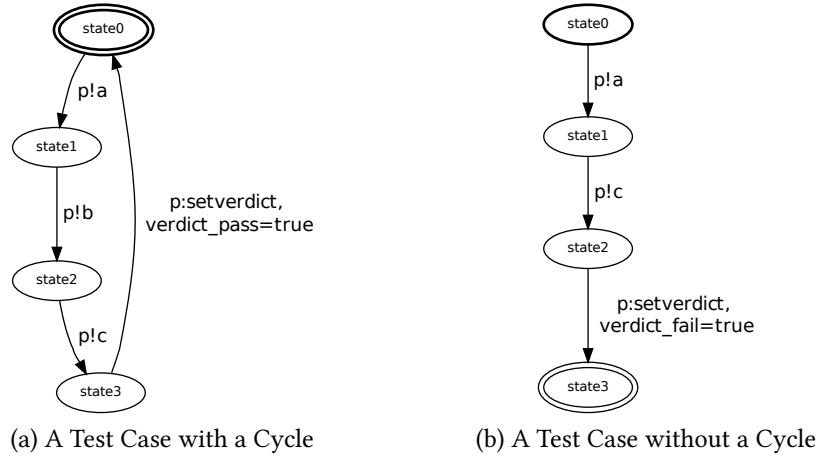 state0
p!a
state1
p!b
state2
p!c
state3
p:setverdict,
verdict_pass=true
(a) A Test Case with a Cycle
state0
p!a
state1
p!c
state2
p:setverdict,
verdict_fail=true
state3
(b) A Test Case without a Cycle